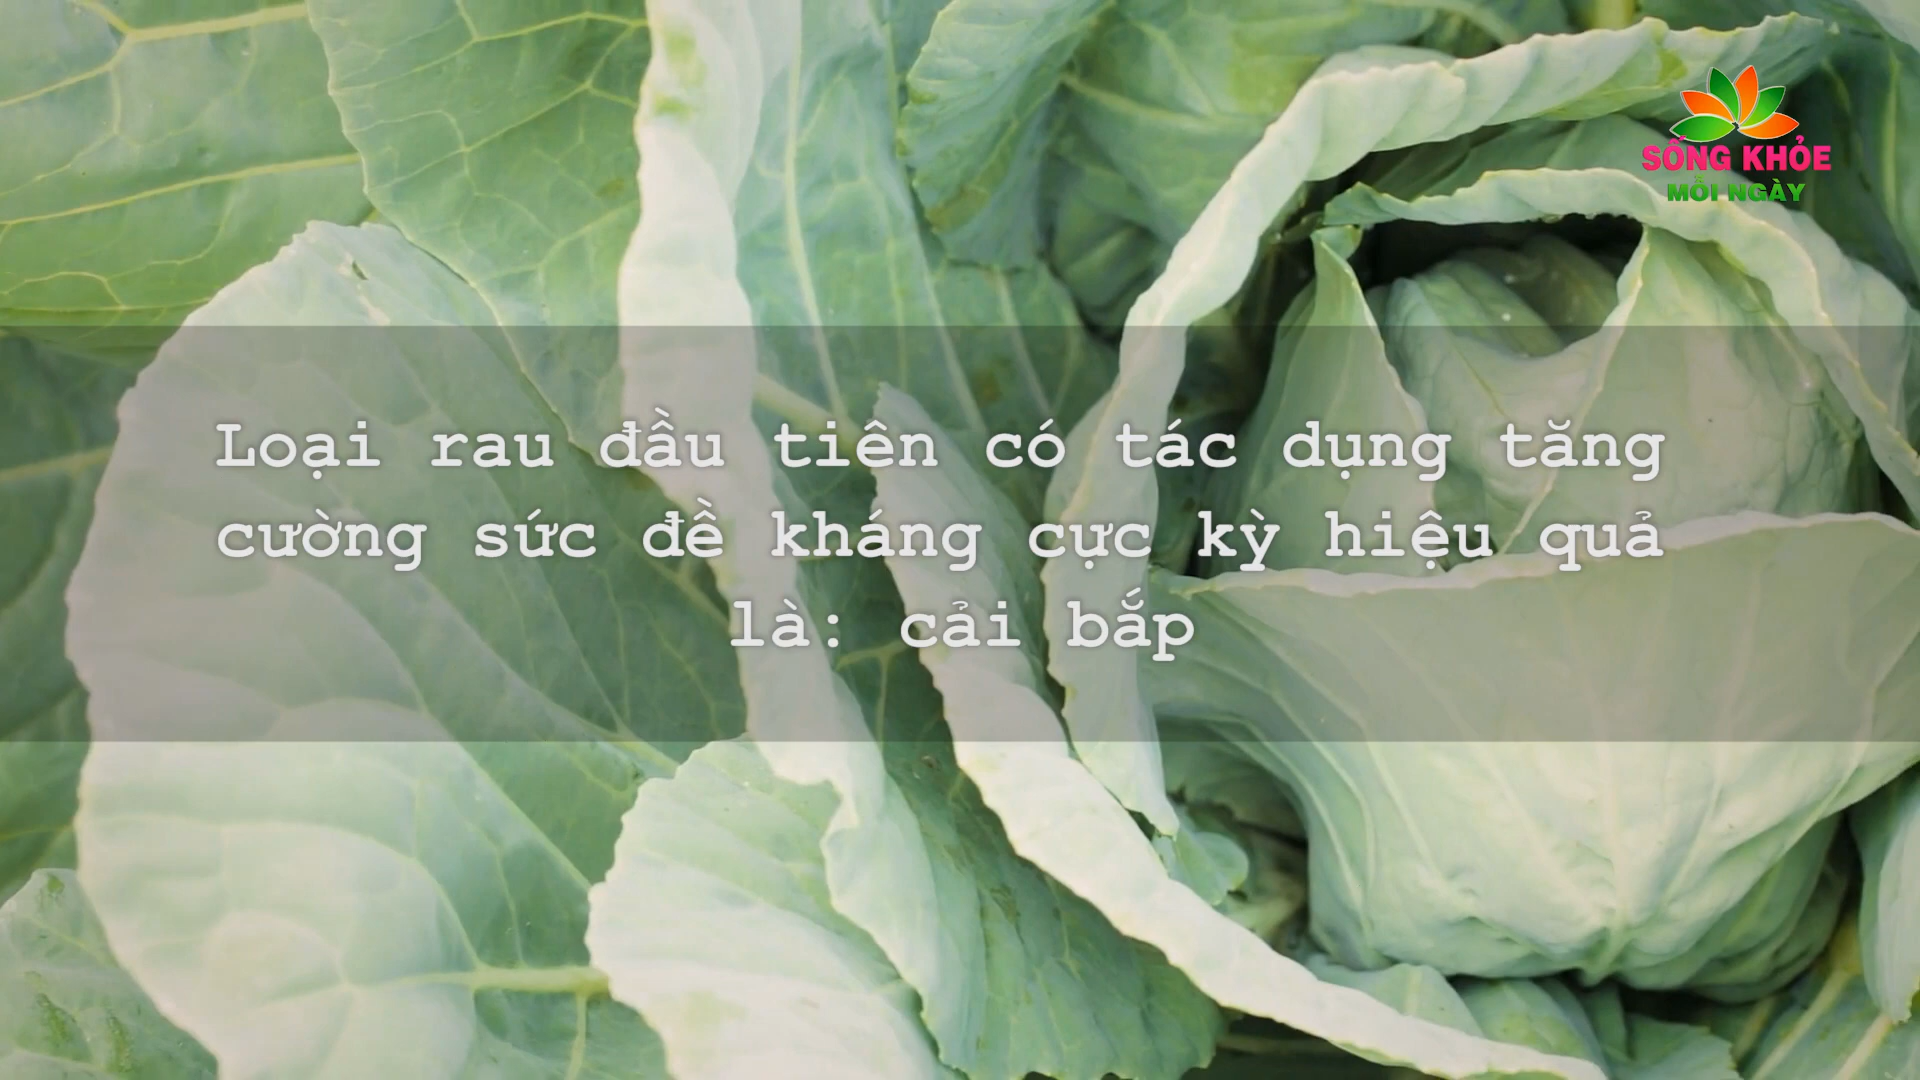 SỐNG KHỎE
MỖI NGÀY
Loại rau đầu tiên có tác dụng tăng
cường sức đề kháng cực kỳ hiệu quả
là: cải bắp